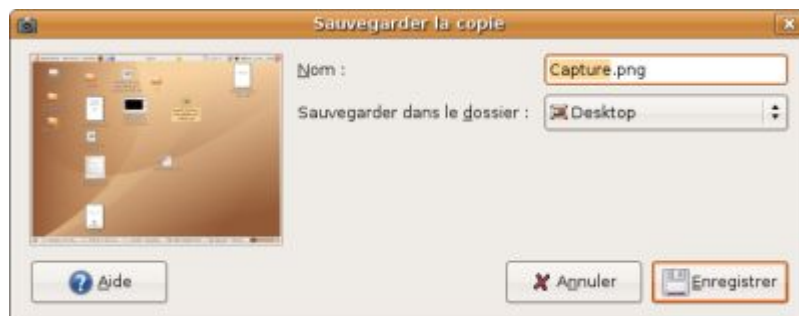 Sauvegarder la copie
Nom :
Capture.png
Sauvegarder dans le dossier :
Desktop
Aide
Annuler
Enregistrer